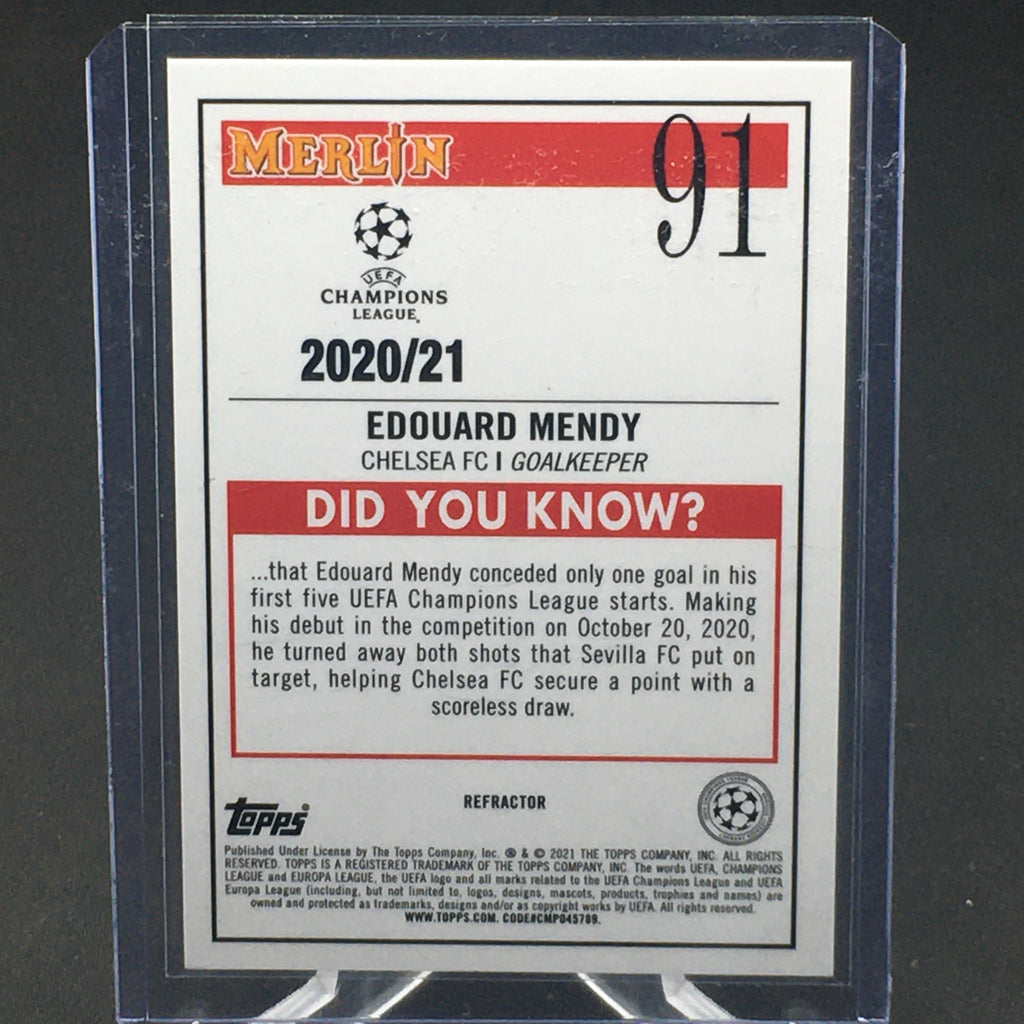 MERLIN
91
UEFA
CHAMPIONS
LEAGUE.
2020/21
EDOUARD MENDY
CHELSEA FC | GOALKEEPER
DID YOU KNOW?
...that Edouard Mendy conceded only one goal in his
first five UEFA Champions League starts. Making
his debut in the competition on October 20, 2020,
he turned away both shots that Sevilla FC put on
target, helping Chelsea FC secure a point with a
scoreless draw.
REFRACTOR
topps
Published Under License by The Topps Company, Inc. ® & © 2021 THE TOPPS COMPANY, INC. ALL RIGHTS
RESERVED. TOPPS IS A REGISTERED TRADEMARK OF THE TOPPS COMPANY, INC. The words UEFA, CHAMPIONS
LEAGUE and EUROPA LEAGUE, the UEFA logo and all marks related to the UEFA Champions League and UEFA
Europa League (including, but not limited to, logos, designs, mascots, products, trophies and names) are
owned and protected as trademarks, designs and/or as copyright works by UEFA. All rights reserved.
WWW.TOPPS.COM. CODE#CMP045789.